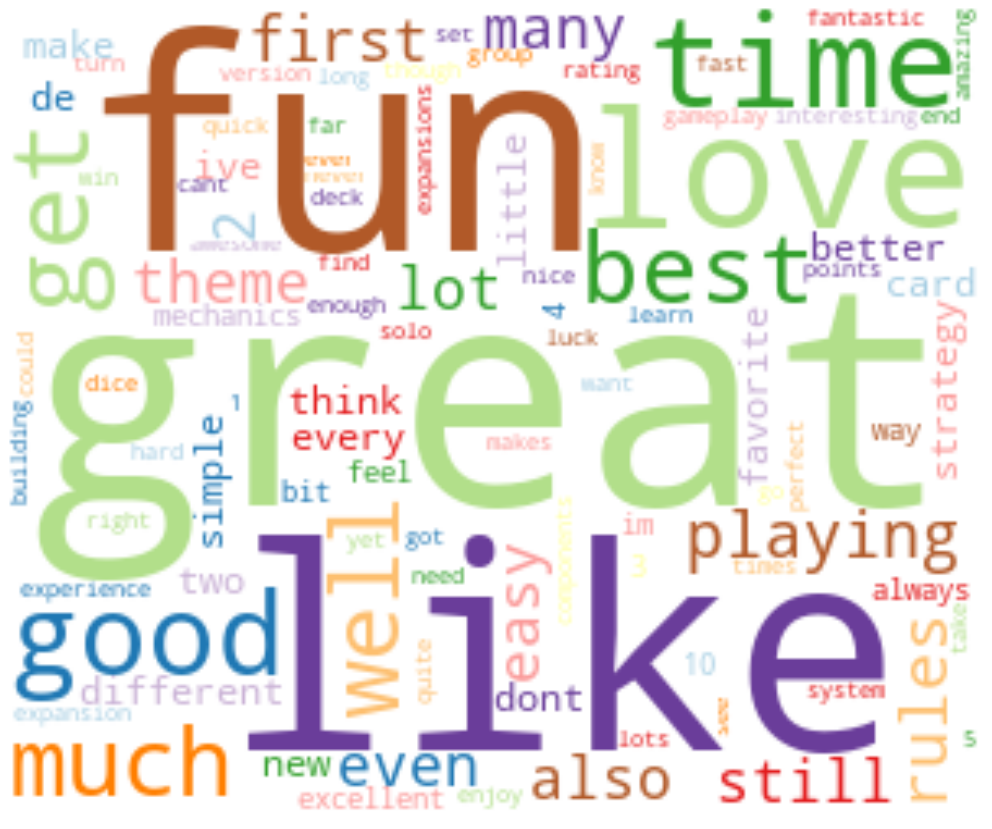 fantastic
first
set
many
time
amazing
make
turn
group
fun
version
long
though
rating
fast
de
expansions
love
gameplay
interesting
end
get
quick
far
ive
know
little
win
cant
deck
2
awesome
better
theme
find
lot
nice
best
points
card
mechanics
enough
4
learn
favorite
strategy
could
solo
luck
great
dice
think
want
building
1
simple
every
makes
way
hard
feel
perfect
bit
go
right
well
yet
got
easy
components
im
playing
3
times
experience
two
need
like
always
good
different
quite
dont
10
system
rules
take
expansion
see
much
new
even
also
lots
still
5
excellent
enjoy